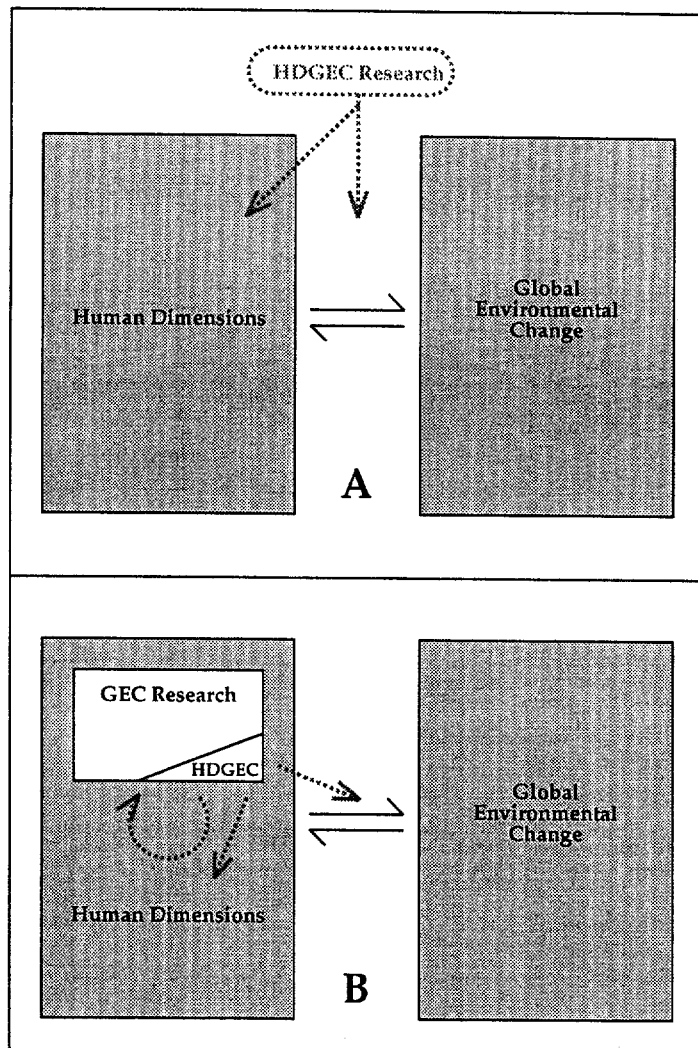 HDGEC Research
Human Dimensions
Global
Environmental
Change
A
GEC Research
HDGEC
Human Dimensions
Global
Environmental
Change
B